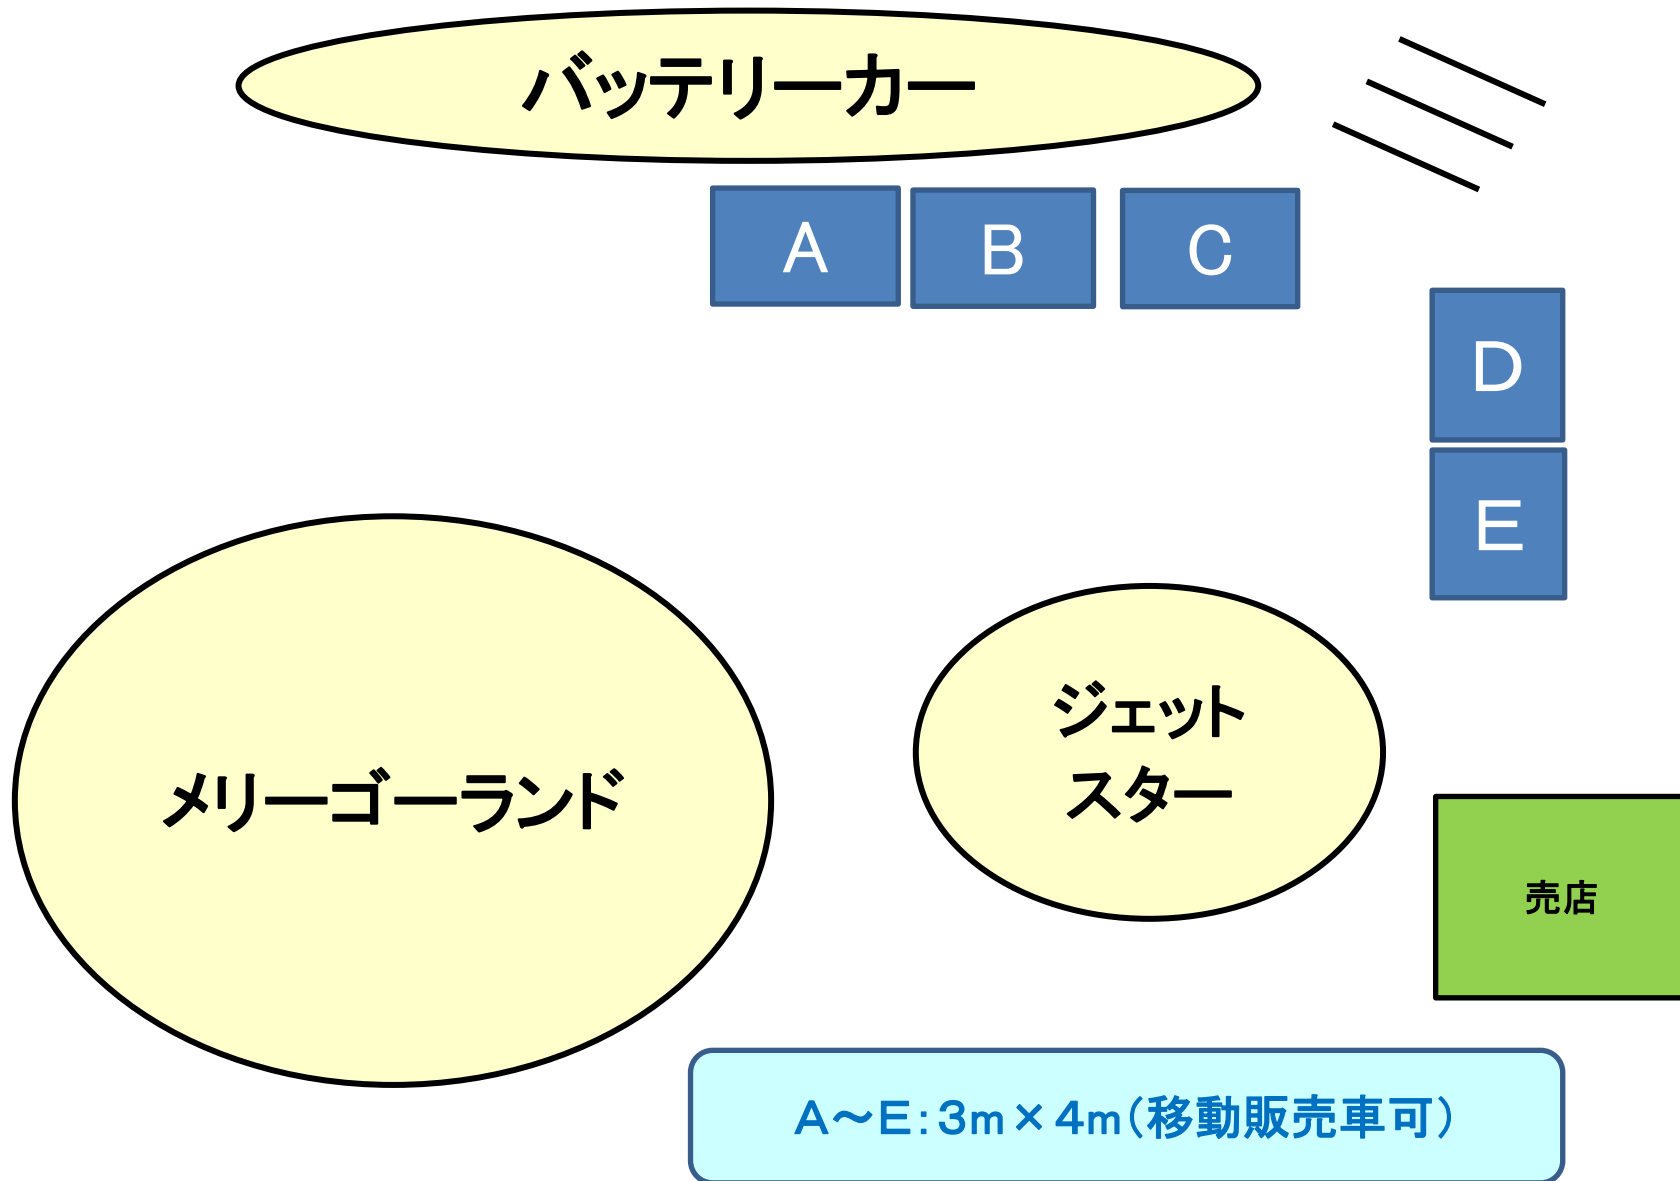 バッテリーカー
A
B
C
D
E
メリーゴーランド
ジェット
スター
売店
A～E：3m×4m（移動販売車可）